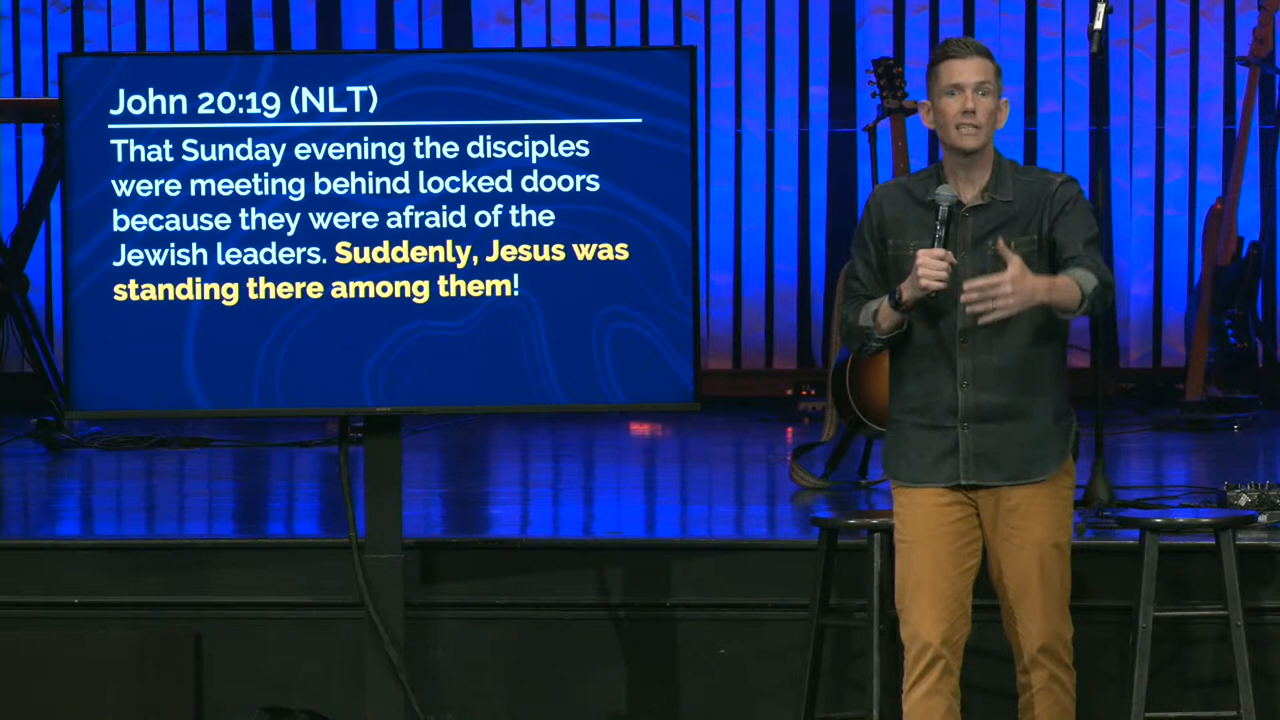 John 20:19 (NLT)
That Sunday evening the disciples
were meeting behind locked doors
because they were afraid of the
Jewish leaders. Suddenly, Jesus was
standing there among them!